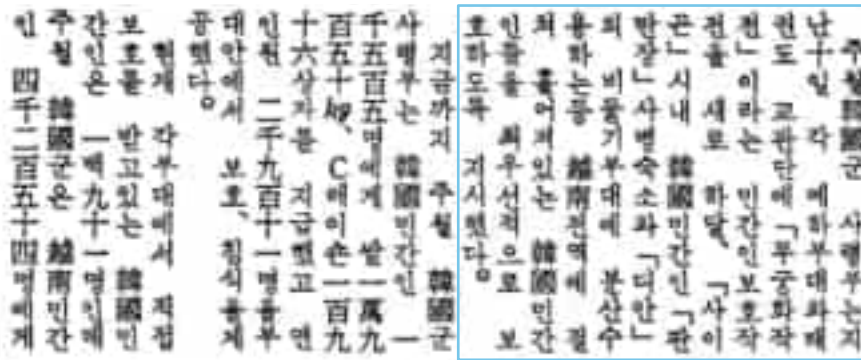 주월韓國군 사령부는지
난十일 각 예하부대와태
권도 교관단에「무궁화작
전」이라는 민간인보호작
전을 새로 하달、「사이
곤」시내 韓國민간인「판
반장」사병숙소와「디안」
의 비둘기부대에 분산수
용하는등 越南전역에 걸
쳐 흩어져있는 韓國민간
인들을 최우선적으로 보
호하도록 지시했다。
지금까지 주월 韓國군
사령부는 韓國민간인 一
千五百五명에게 쌀一萬九
百五十kg、C레이숀一百九
十六상자를 지급했고 연
인원 二千九百十一명을부
대안에서 보호、침식을제
공했다。
현재 각부대에서 직접
보호를 받고있는 韓國민
간인은 一백九十一명인데
주월 韓國군은 越南민간
인 四千二百五十四명에게